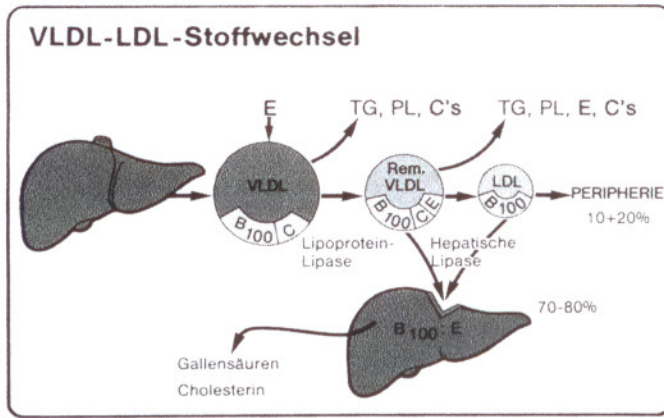 VLDL-LDL-Stoffwechsel
E
TG, PL, C's
TG, PL, E, C's
VLDL
B100 C
Rem.
VLDL
B100 C E
LDL
B100
PERIPHERIE
10+20%
Lipoprotein-
Lipase
Hepatische
Lipase
B100:E
70-80%
Gallensäuren
Cholesterin